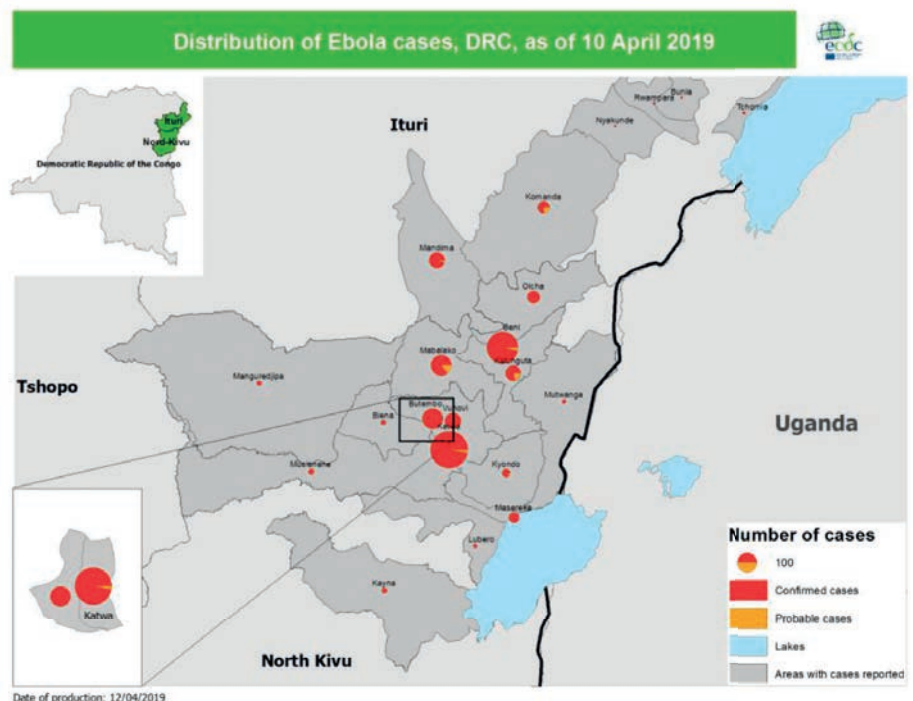 Distribution of Ebola cases, DRC, as of 10 April 2019
ecdc
Ituri
Nord-Kivu
Democratic Republic of the Congo
Ituri
Rwampara
Bunia
Nyakunde
Tchomia
Komanda
Mandima
Oicha
Beni
Mabalako
Kalunguta
Manguredjipa
Mutwanga
Tshopo
Biena
Butembo
Vuhovi
Katwa
Uganda
Musienene
Kyondo
Masereka
Lubero
Kayna
Katwa
North Kivu
Number of cases
100
Confirmed cases
Probable cases
Lakes
Areas with cases reported
Date of production: 12/04/2019